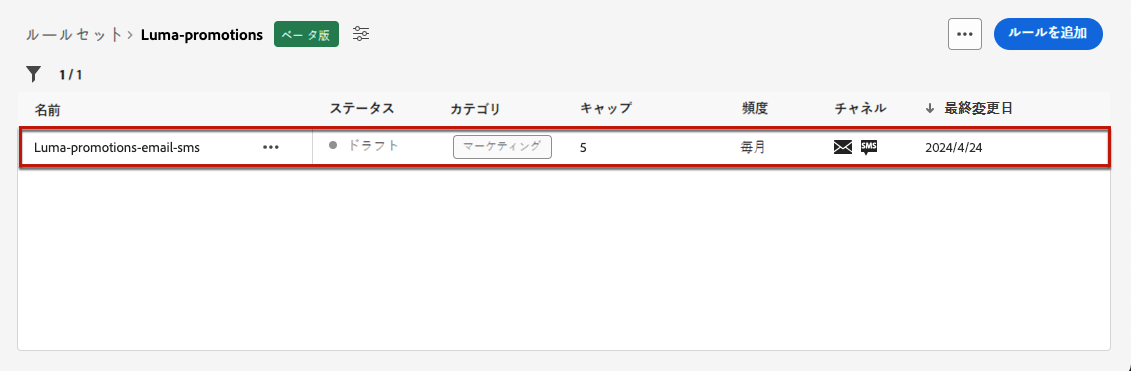 ルールセット > Luma-promotions ベータ版 ··· ルールを追加
1 / 1
名前 ステータス カテゴリ キャップ 頻度 チャネル ↓ 最終変更日
Luma-promotions-email-sms ··· ドラフト マーケティング 5 毎月 SMS 2024/4/24